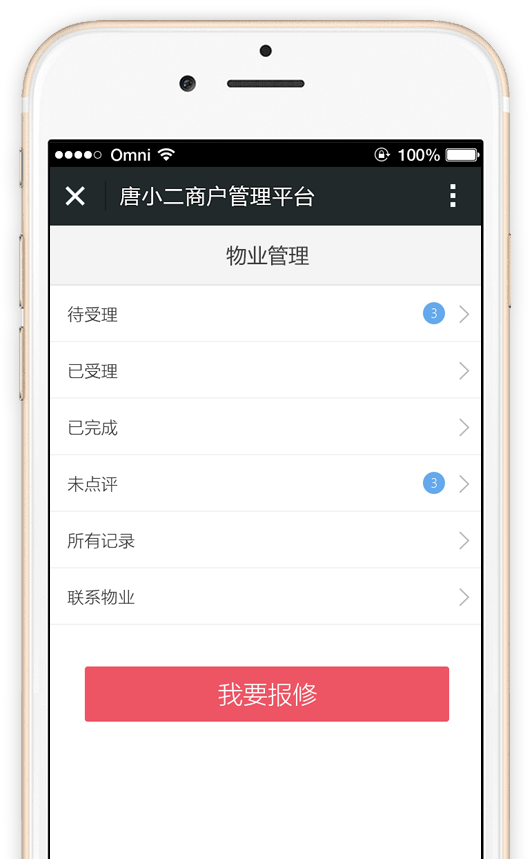 Omni 100%
唐小二商户管理平台
物业管理
待受理 3
已受理
已完成
未点评 3
所有记录
联系物业
我要报修